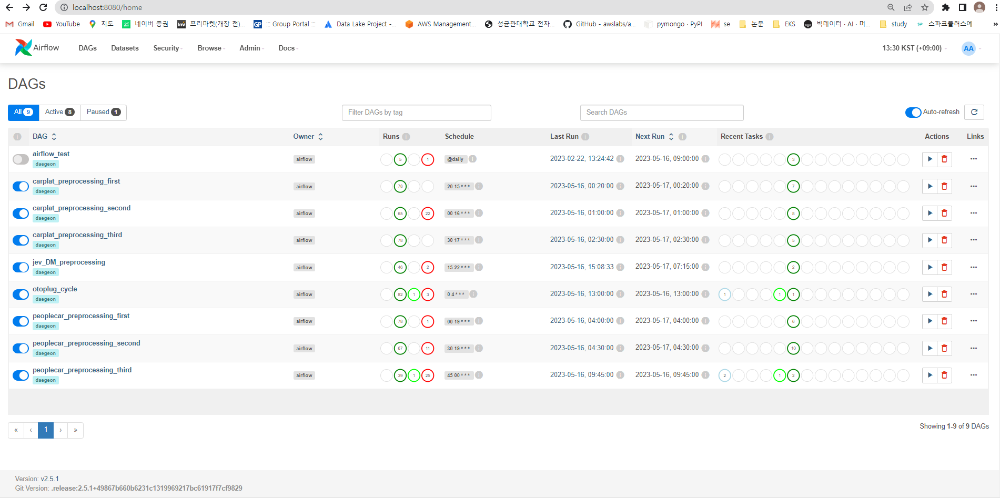 localhost:8080/home
Gmail YouTube 지도 네이버 증권 프리마켓(개장 전)... ::: Group Portal ::: Data Lake Project -... AWS Management... 성균관대학교 전자... GitHub - awslabs/a... pymongo · PyPI se 논문 EKS 빅데이터 · AI · 머... study 스파크플러스예 »
Airflow DAGs Datasets Security Browse Admin Docs 13:30 KST (+09:00) AA
DAGs
All 9 Active 8 Paused 1 Filter DAGs by tag Search DAGs Auto-refresh
DAG Owner Runs Schedule Last Run Next Run Recent Tasks Actions Links
airflow_test airflow 5 1 @daily 2023-02-22, 13:24:42 2023-05-16, 09:00:00 3
daegeon
carplat_preprocessing_first airflow 78 20 15 * * * 2023-05-16, 00:20:00 2023-05-17, 00:20:00 7
daegeon
carplat_preprocessing_second airflow 65 22 00 16 * * * 2023-05-16, 01:00:00 2023-05-17, 01:00:00 8
daegeon
carplat_preprocessing_third airflow 78 30 17 * * * 2023-05-16, 02:30:00 2023-05-17, 02:30:00 5
daegeon
jev_DM_preprocessing airflow 46 2 15 22 * * * 2023-05-16, 15:08:33 2023-05-17, 07:15:00 2
daegeon
otoplug_cycle airflow 82 1 3 0 4 * * * 2023-05-16, 13:00:00 2023-05-16, 13:00:00 1 1 1
daegeon
peoplecar_preprocessing_first airflow 78 1 00 19 * * * 2023-05-16, 04:00:00 2023-05-17, 04:00:00 6
daegeon
peoplecar_preprocessing_second airflow 67 11 30 19 * * * 2023-05-16, 04:30:00 2023-05-17, 04:30:00 10
daegeon
peoplecar_preprocessing_third airflow 39 1 25 45 00 * * * 2023-05-16, 09:45:00 2023-05-16, 09:45:00 2 1 2
daegeon
« ‹ 1 › » Showing 1-9 of 9 DAGs
Version: v2.5.1
Git Version: .release:2.5.1+49867b660b6231c1319969217bc61917f7cf9829